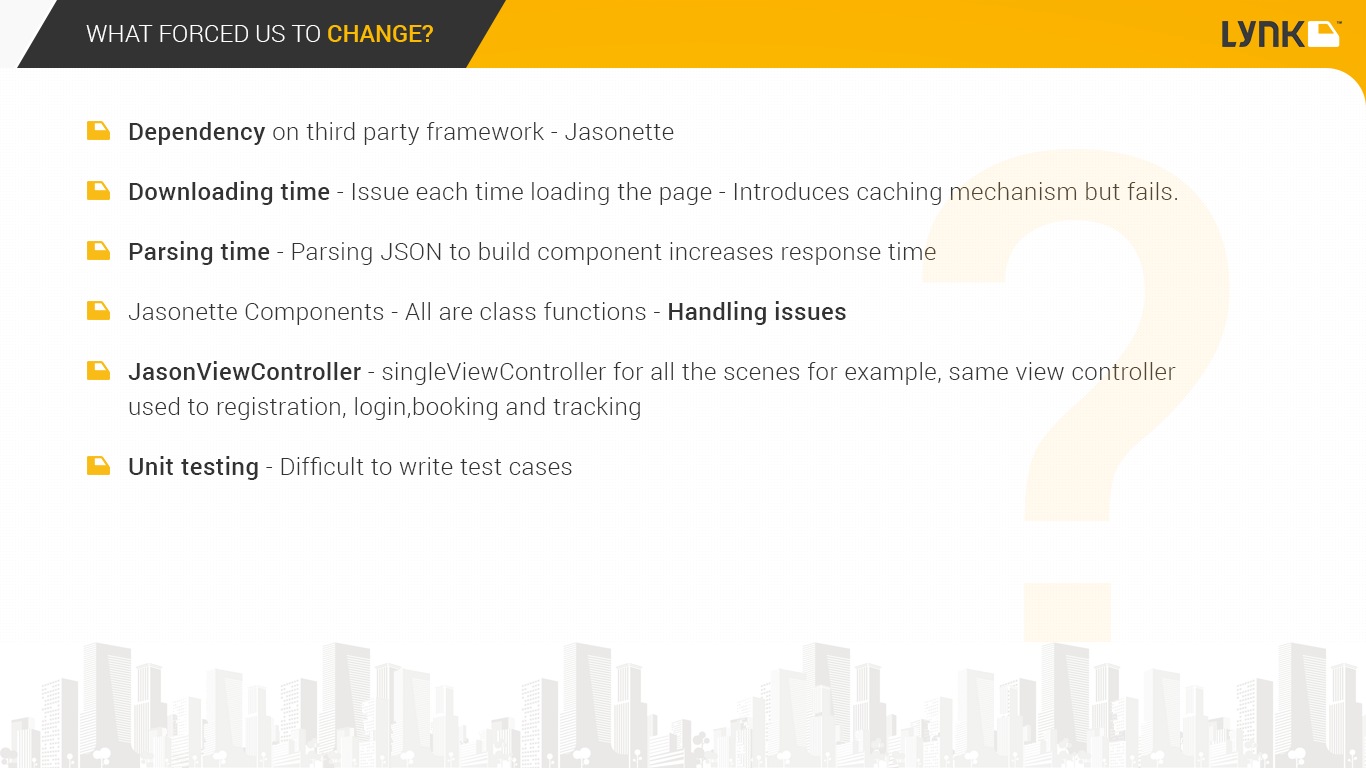 WHAT FORCED US TO CHANGE?
LYNK™
Dependency on third party framework - Jasonette
Downloading time - Issue each time loading the page - Introduces caching mechanism but fails.
Parsing time - Parsing JSON to build component increases response time
Jasonette Components - All are class functions - Handling issues
JasonViewController - singleViewController for all the scenes for example, same view controller
used to registration, login,booking and tracking
Unit testing - Difficult to write test cases
?